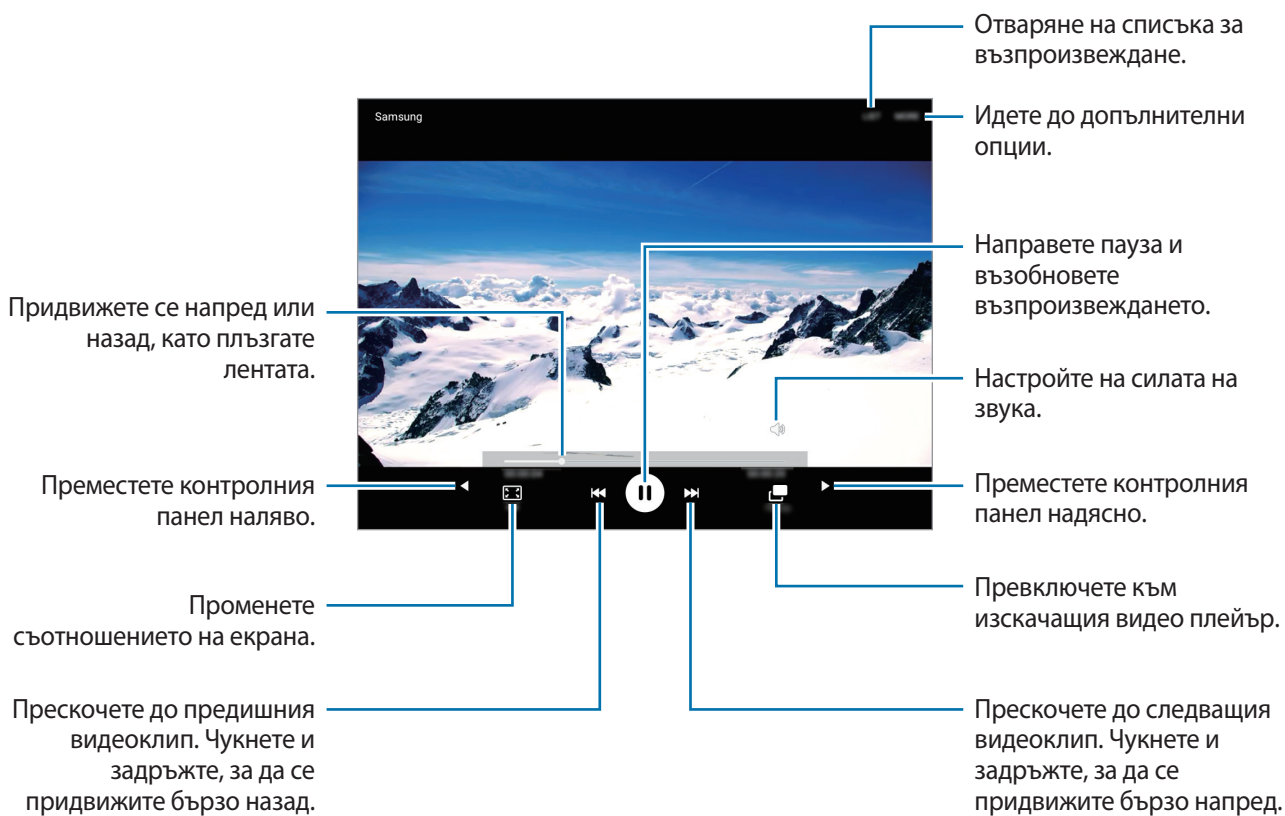 Отваряне на списъка за
възпроизвеждане.
Samsung
Идете до допълнителни
опции.
Направете пауза и
възобновете
възпроизвеждането.
Придвижете се напред или
назад, като плъзгате
лентата.
Настройте на силата на
звука.
Преместете контролния
панел наляво.
Преместете контролния
панел надясно.
Променете
съотношението на екрана.
Превключете към
изскачащия видео плейър.
Прескочете до предишния
видеоклип. Чукнете и
задръжте, за да се
придвижите бързо назад.
Прескочете до следващия
видеоклип. Чукнете и
задръжте, за да се
придвижите бързо напред.